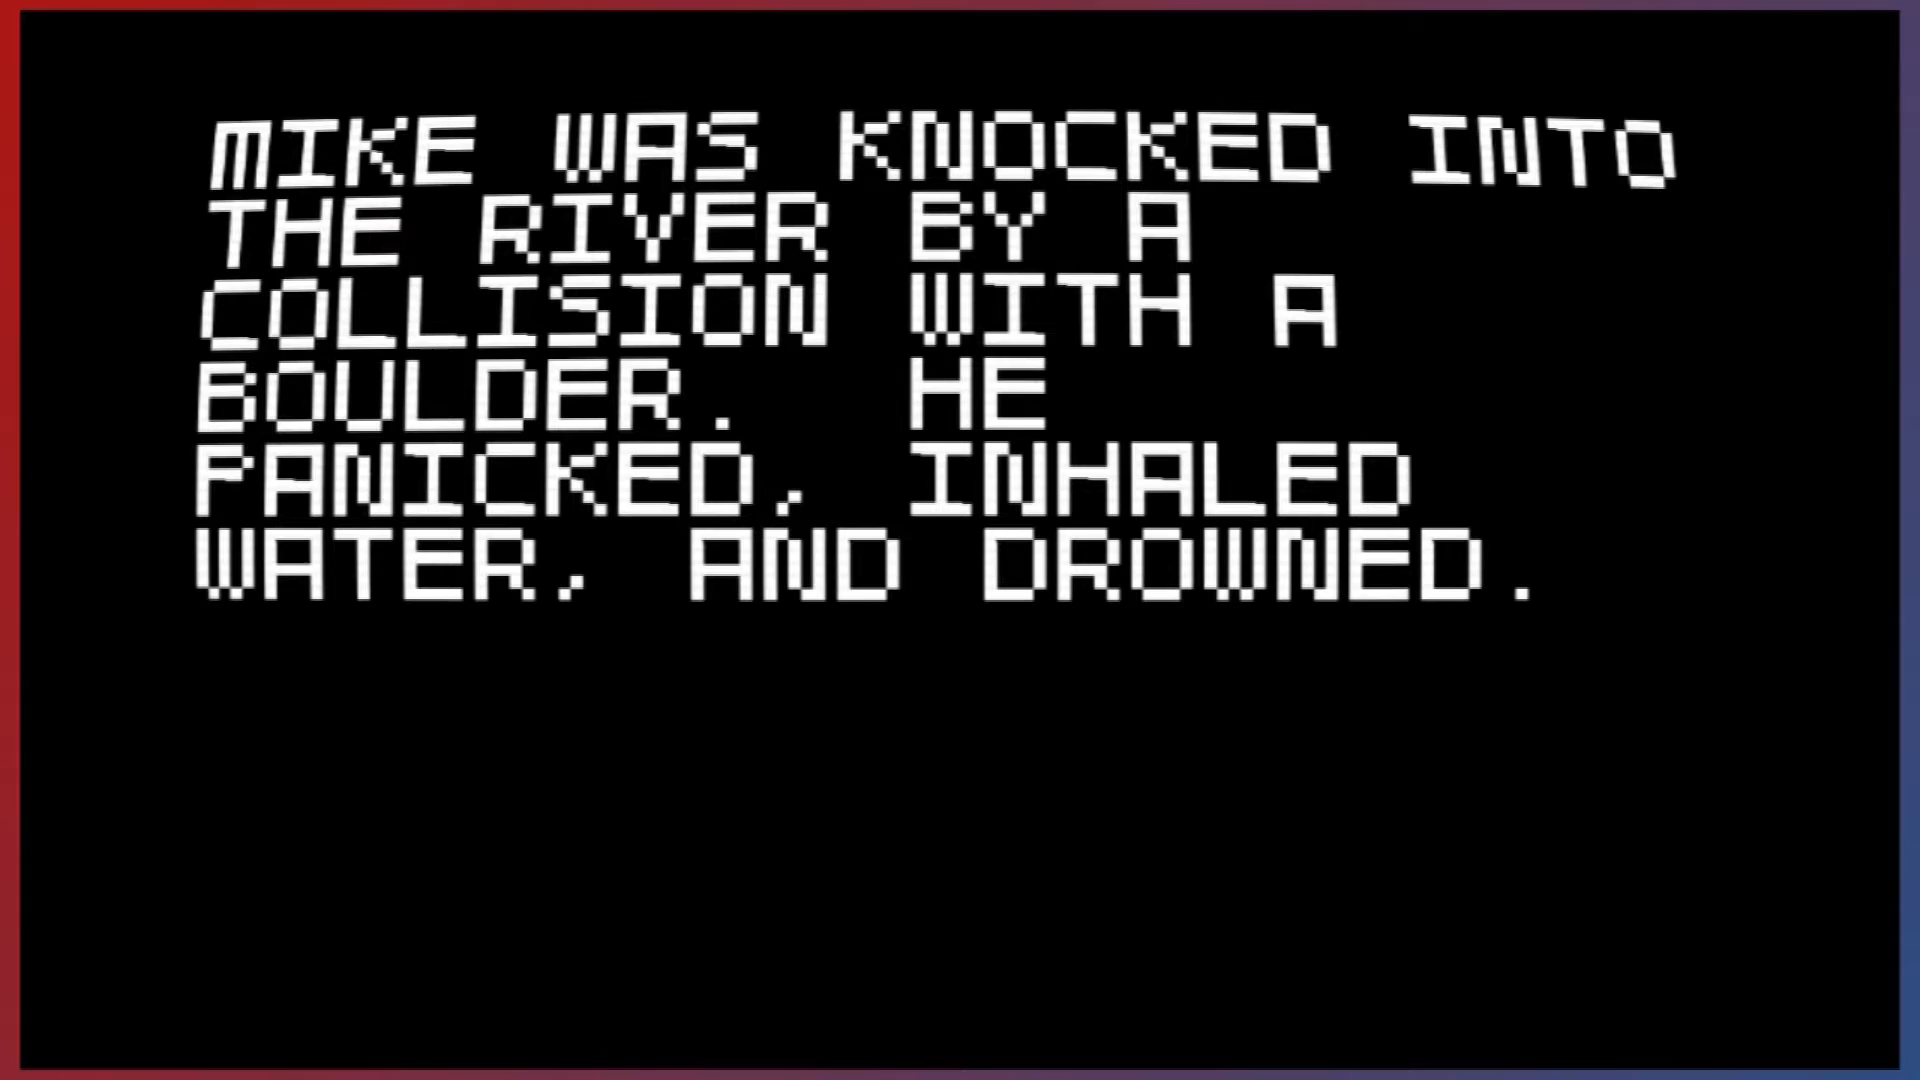 MIKE WAS KNOCKED INTO
THE RIVER BY A
COLLISION WITH A
BOULDER.  HE
PANICKED, INHALED
WATER, AND DROWNED.